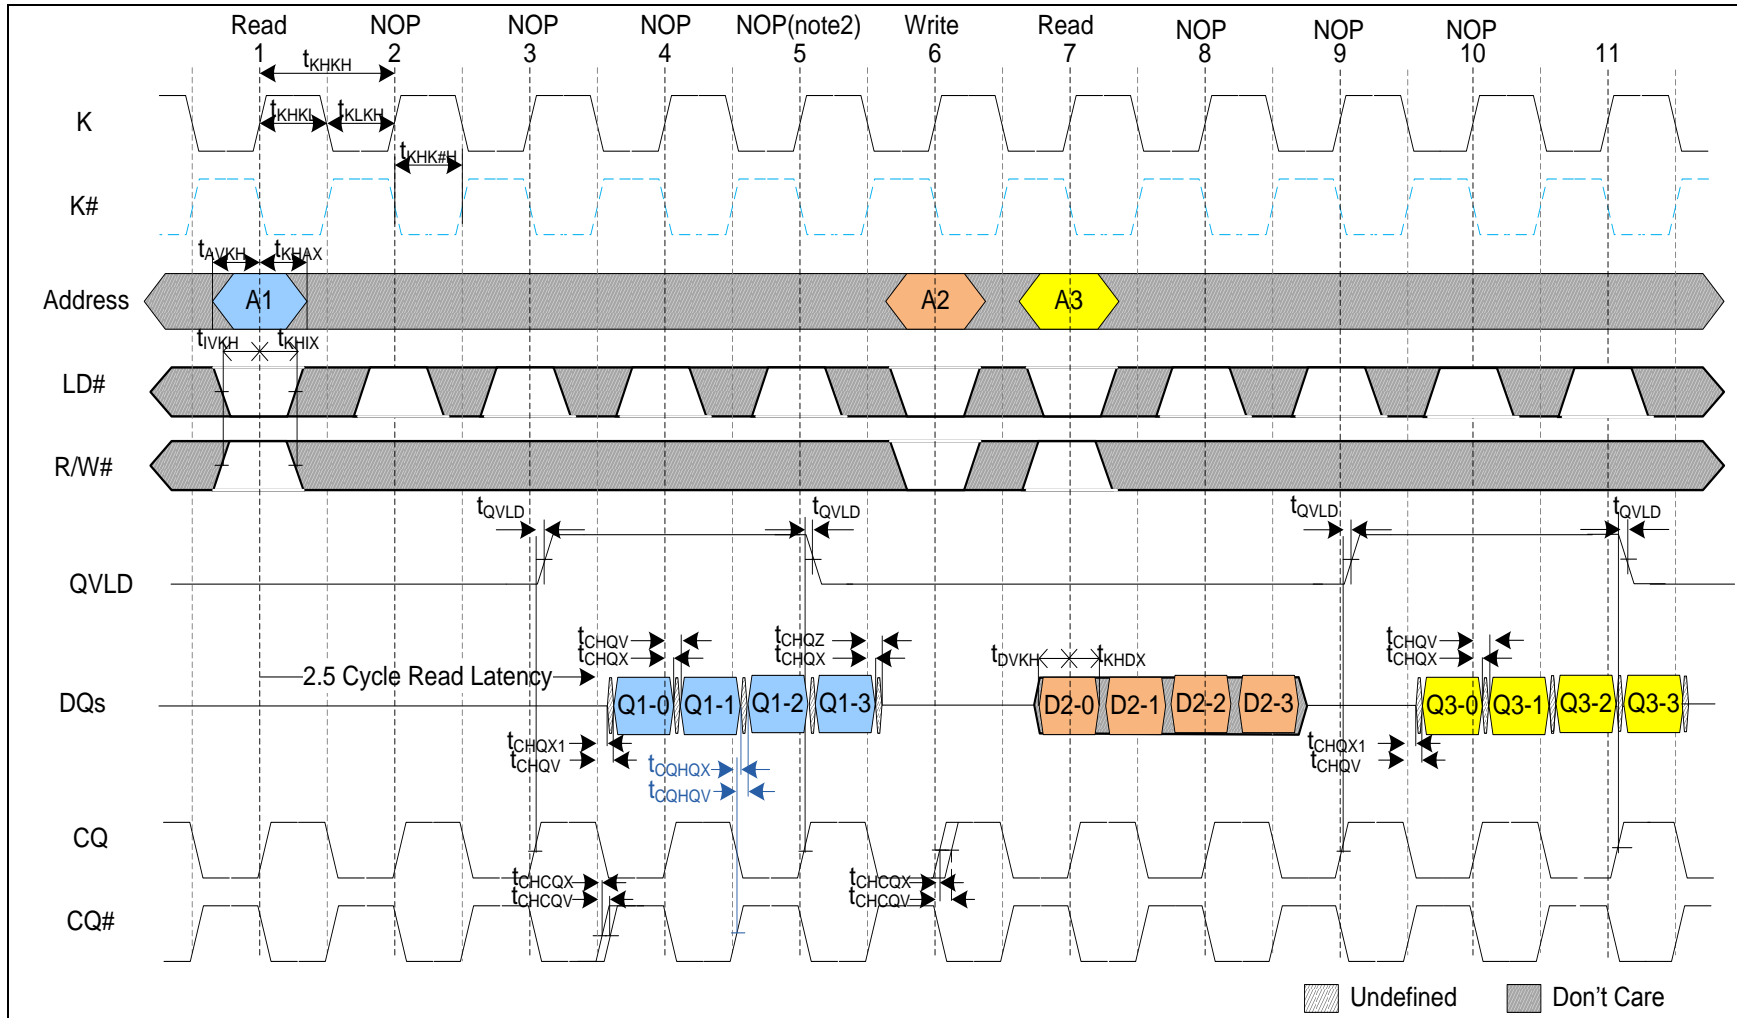 Read NOP NOP NOP NOP(note2) Write Read NOP NOP NOP
1 2 3 4 5 6 7 8 9 10 11
tKHKH
K tKHKL tKLKH
tKHK#H
K#
tAVKH tKHAX
Address A1 A2 A3
tIVKH tKHIX
LD#
R/W#
tQVLD tQVLD tQVLD tQVLD
QVLD
tCHQV tCHQZ tCHQV
tCHQX tCHQX tDVKH tKHDX tCHQX
2.5 Cycle Read Latency
DQs Q1-0 Q1-1 Q1-2 Q1-3 D2-0 D2-1 D2-2 D2-3 Q3-0 Q3-1 Q3-2 Q3-3
tCHQX1 tCHQX1
tCHQV tCQHQX tCHQV
tCQHQV
CQ
tCHCQX tCHCQX
tCHCQV tCHCQV
CQ#
Undefined Don't Care